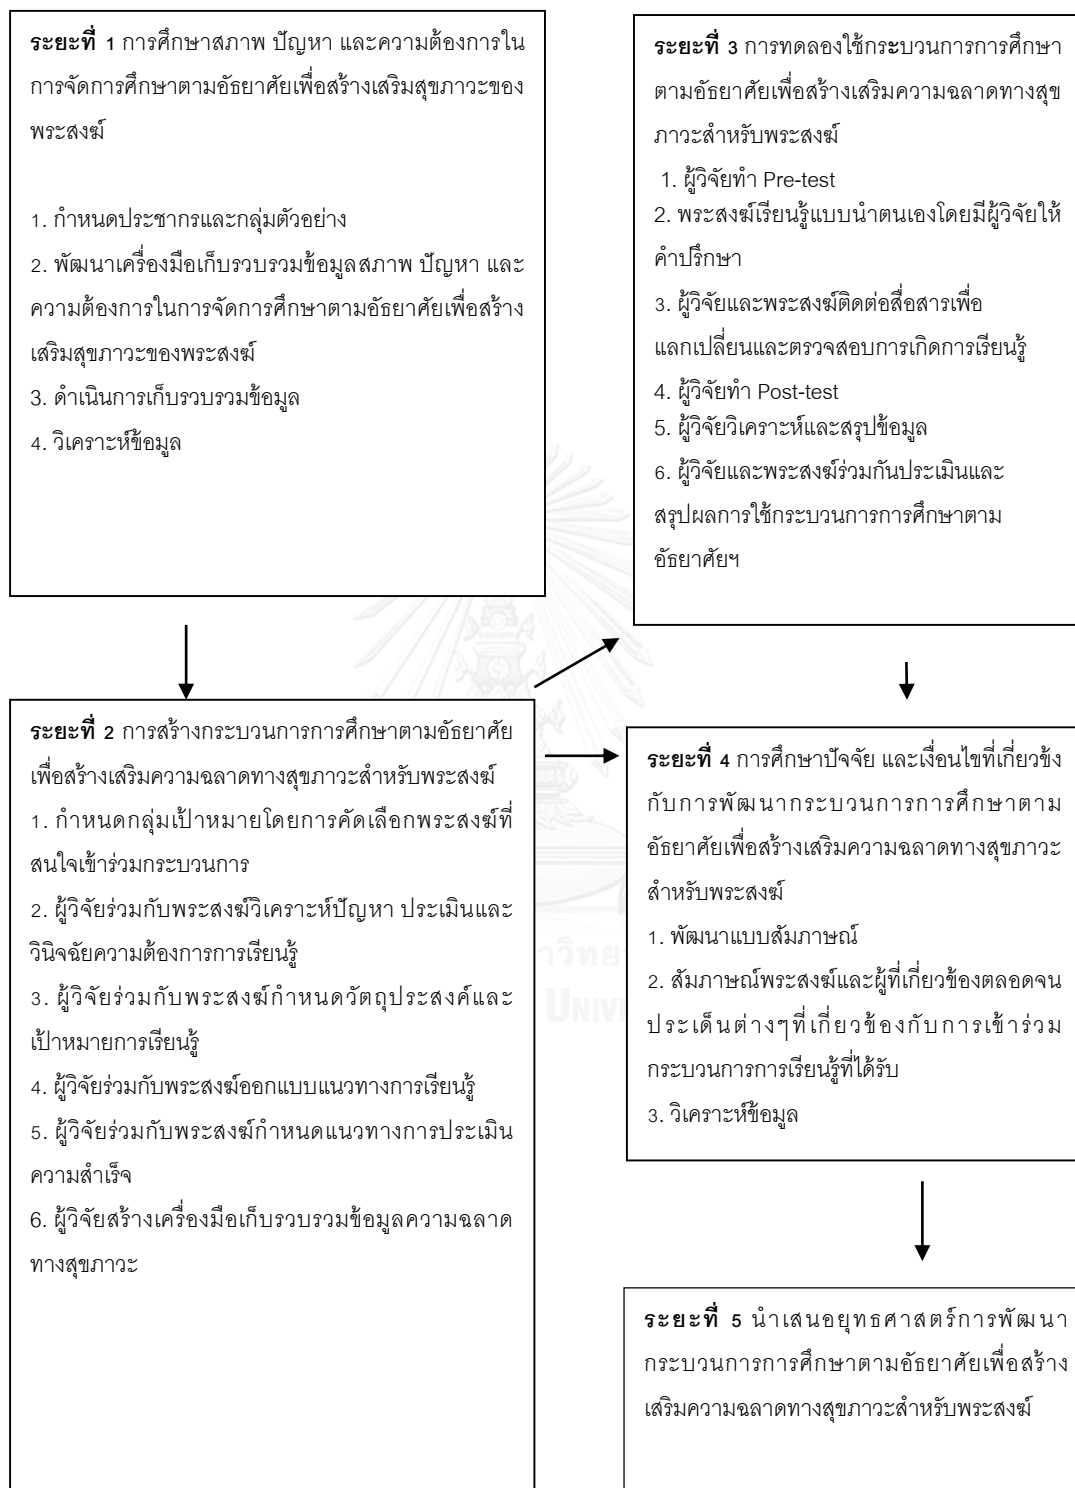 ระยะที่ 1 การศึกษาสภาพ ปัญหา และความต้องการใน
การจัดการศึกษาตามอัธยาศัยเพื่อสร้างเสริมสุขภาวะของ
พระสงฆ์
1. กำหนดประชากรและกลุ่มตัวอย่าง
2. พัฒนาเครื่องมือเก็บรวบรวมข้อมูลสภาพ ปัญหา และ
ความต้องการในการจัดการศึกษาตามอัธยาศัยเพื่อสร้าง
เสริมสุขภาวะของพระสงฆ์
3. ดำเนินการเก็บรวบรวมข้อมูล
4. วิเคราะห์ข้อมูล
ระยะที่ 2 การสร้างกระบวนการการศึกษาตามอัธยาศัย
เพื่อสร้างเสริมความฉลาดทางสุขภาวะสำหรับพระสงฆ์
1. กำหนดกลุ่มเป้าหมายโดยการคัดเลือกพระสงฆ์ที่
สนใจเข้าร่วมกระบวนการ
2. ผู้วิจัยร่วมกับพระสงฆ์วิเคราะห์ปัญหา ประเมินและ
วินิจฉัยความต้องการการเรียนรู้
3. ผู้วิจัยร่วมกับพระสงฆ์กำหนดวัตถุประสงค์และ
เป้าหมายการเรียนรู้
4. ผู้วิจัยร่วมกับพระสงฆ์ออกแบบแนวทางการเรียนรู้
5. ผู้วิจัยร่วมกับพระสงฆ์กำหนดแนวทางการประเมิน
ความสำเร็จ
6. ผู้วิจัยสร้างเครื่องมือเก็บรวบรวมข้อมูลความฉลาด
ทางสุขภาวะ
ระยะที่ 3 การทดลองใช้กระบวนการการศึกษา
ตามอัธยาศัยเพื่อสร้างเสริมความฉลาดทางสุข
ภาวะสำหรับพระสงฆ์
1. ผู้วิจัยทำ Pre-test
2. พระสงฆ์เรียนรู้แบบนำตนเองโดยมีผู้วิจัยให้
คำปรึกษา
3. ผู้วิจัยและพระสงฆ์ติดต่อสื่อสารเพื่อ
แลกเปลี่ยนและตรวจสอบการเกิดการเรียนรู้
4. ผู้วิจัยทำ Post-test
5. ผู้วิจัยวิเคราะห์และสรุปข้อมูล
6. ผู้วิจัยและพระสงฆ์ร่วมกันประเมินและ
สรุปผลการใช้กระบวนการการศึกษาตาม
อัธยาศัยฯ
ระยะที่ 4 การศึกษาปัจจัย และเงื่อนไขที่เกี่ยวข้ง
กับการพัฒนากระบวนการการศึกษาตาม
อัธยาศัยเพื่อสร้างเสริมความฉลาดทางสุขภาวะ
สำหรับพระสงฆ์
1. พัฒนาแบบสัมภาษณ์
2. สัมภาษณ์พระสงฆ์และผู้ที่เกี่ยวข้องตลอดจน
ประเด็นต่างๆที่เกี่ยวข้องกับการเข้าร่วม
กระบวนการการเรียนรู้ที่ได้รับ
3. วิเคราะห์ข้อมูล
ระยะที่ 5 นำเสนอยุทธศาสตร์การพัฒนา
กระบวนการการศึกษาตามอัธยาศัยเพื่อสร้าง
เสริมความฉลาดทางสุขภาวะสำหรับพระสงฆ์